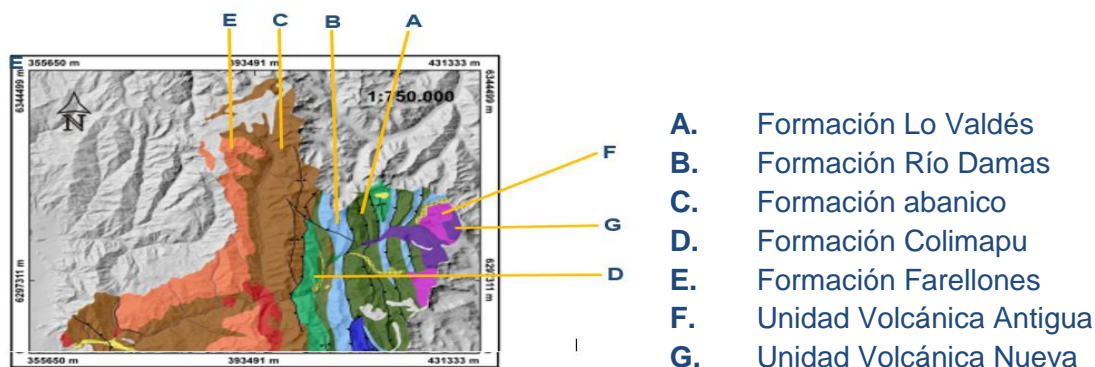 E C B A
E
355650 m 393491 m 431333 m
6344499 m
6344499 m
N
1:750.000
F
G
D
6297311 m
6297311 m
355650 m 393491 m 431333 m
A. Formación Lo Valdés
B. Formación Río Damas
C. Formación abanico
D. Formación Colimapu
E. Formación Farellones
F. Unidad Volcánica Antigua
G. Unidad Volcánica Nueva